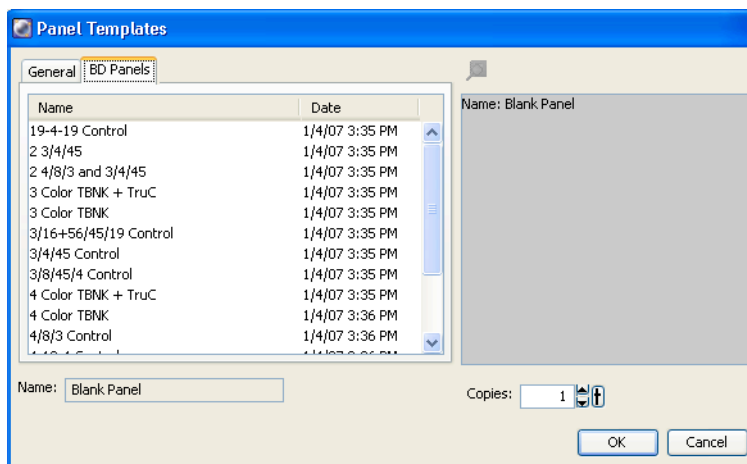 Panel Templates
General BD Panels
Name Date
19-4-19 Control 1/4/07 3:35 PM
2 3/4/45 1/4/07 3:35 PM
2 4/8/3 and 3/4/45 1/4/07 3:35 PM
3 Color TBNK + TruC 1/4/07 3:35 PM
3 Color TBNK 1/4/07 3:35 PM
3/16+56/45/19 Control 1/4/07 3:35 PM
3/4/45 Control 1/4/07 3:35 PM
3/8/45/4 Control 1/4/07 3:35 PM
4 Color TBNK + TruC 1/4/07 3:35 PM
4 Color TBNK 1/4/07 3:36 PM
4/8/3 Control 1/4/07 3:36 PM
Name: Blank Panel
Name: Blank Panel
Copies: 1
OK Cancel